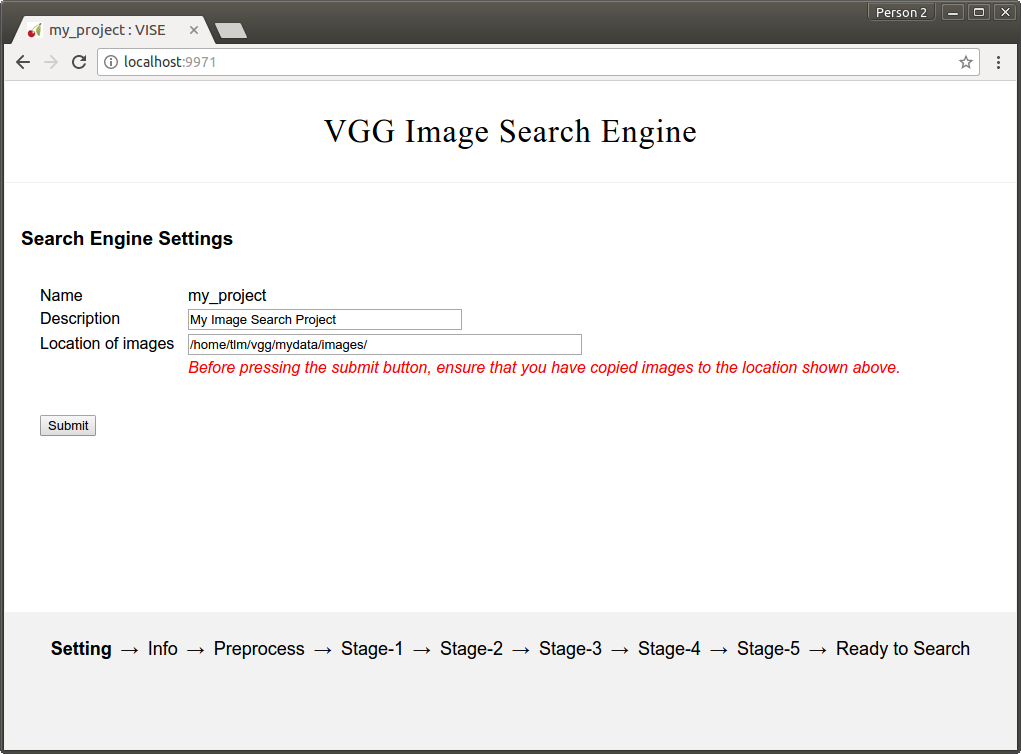 Person 2
my_project : VISE
localhost:9971
VGG Image Search Engine
Search Engine Settings
Name my_project
Description My Image Search Project
Location of images /home/tlm/vgg/mydata/images/
Before pressing the submit button, ensure that you have copied images to the location shown above.
Submit
Setting → Info → Preprocess → Stage-1 → Stage-2 → Stage-3 → Stage-4 → Stage-5 → Ready to Search